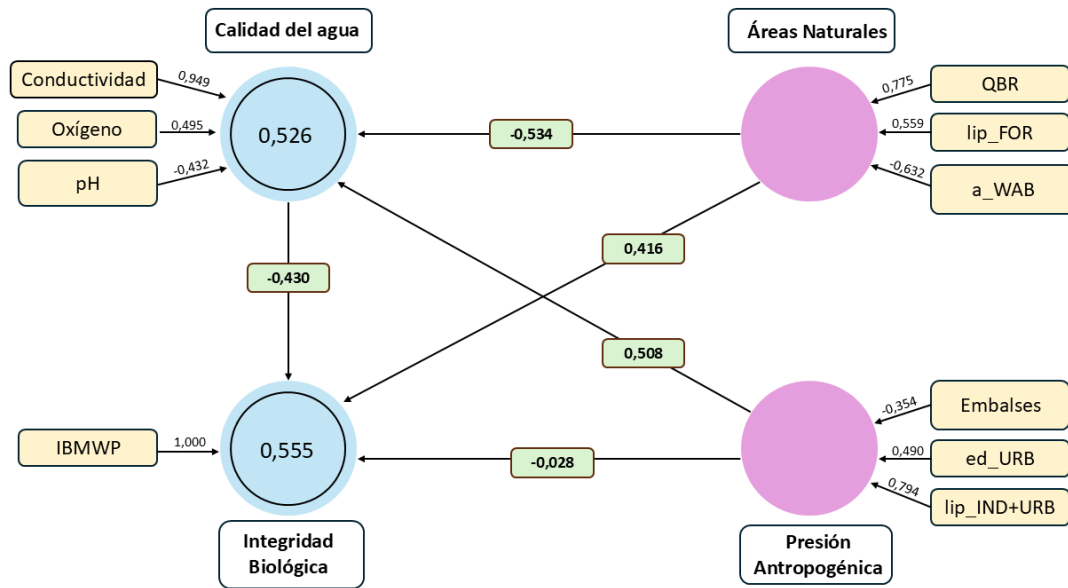 Calidad del agua
Áreas Naturales
Conductividad
0,949
Oxígeno
0,495
pH
-0,432
0,526
-0,534
0,775
QBR
0,559
lip_FOR
-0,632
a_WAB
-0,430
0,416
0,508
IBMWP
1,000
0,555
-0,028
-0,354
Embalses
0,490
ed_URB
0,794
lip_IND+URB
Integridad
Biológica
Presión
Antropogénica